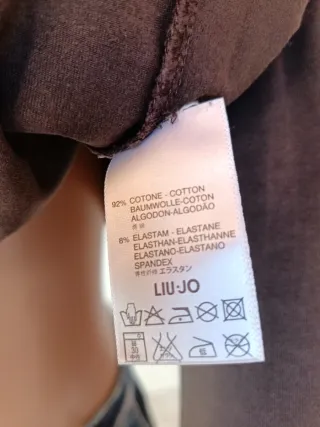 92% COTONE - COTTON
BAUMWOLLE-COTON
ALGODON-ALGODÃO
8% ELASTAM - ELASTANE
ELASTHAN-ELASTHANNE
ELASTANO-ELASTANO
SPANDEX
エラスタン
LIU·JO
30